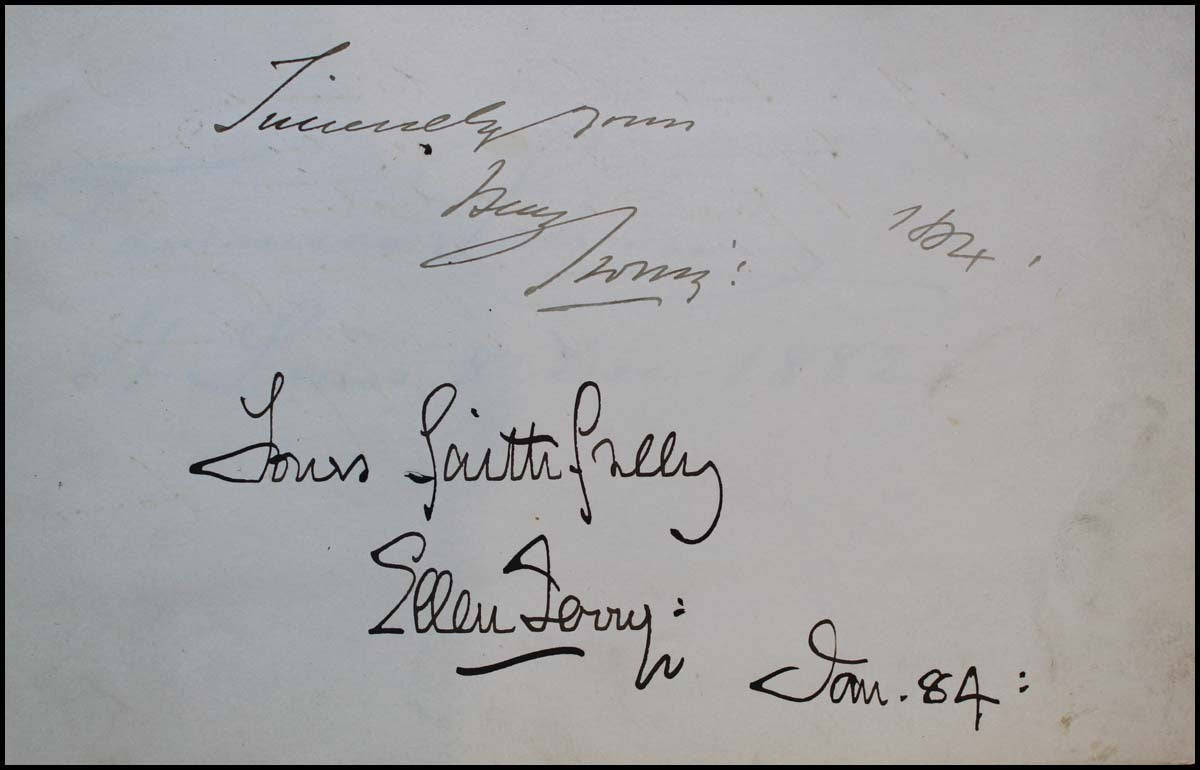 Sincerely yours
Henry
Irving: 1884.
Yours faithfully
Ellen Terry:
Jan. 84: